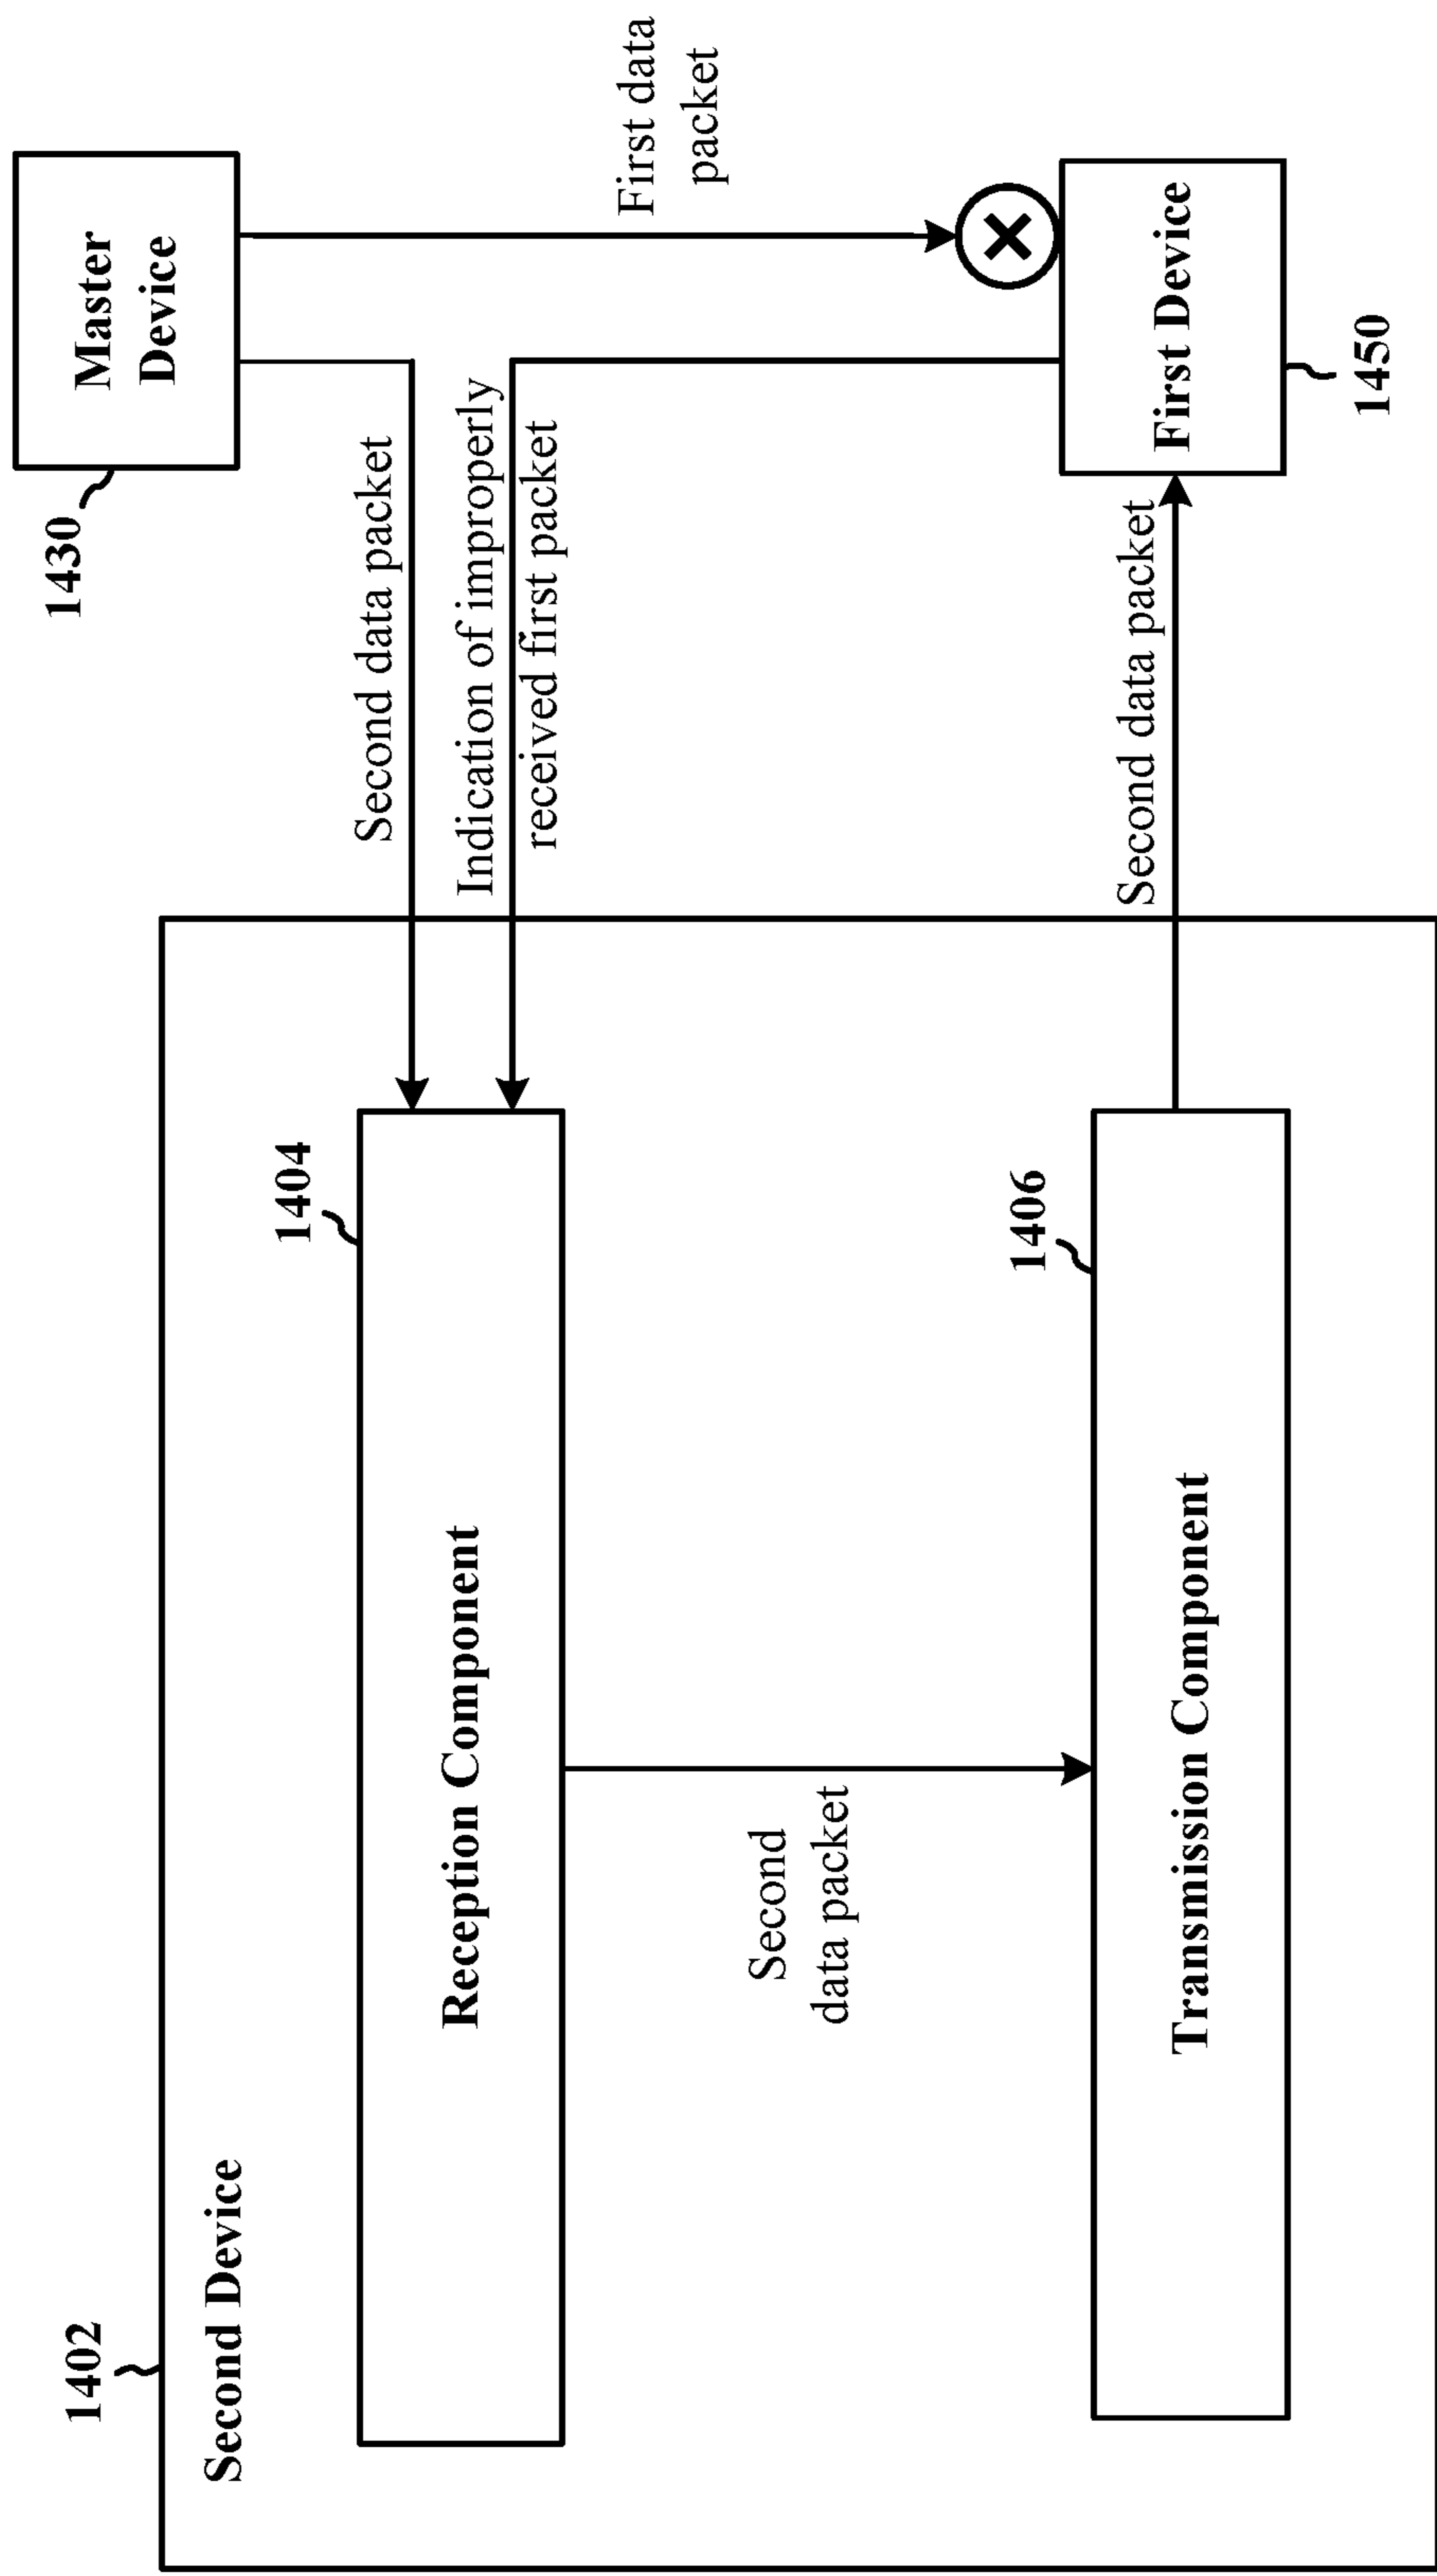 1402
Second Device
1404
Reception Component
Second
data packet
1406
Transmission Component
1430
Master
Device
Second data packet
Indication of improperly
received first packet
First data
packet
Second data packet
First Device
1450